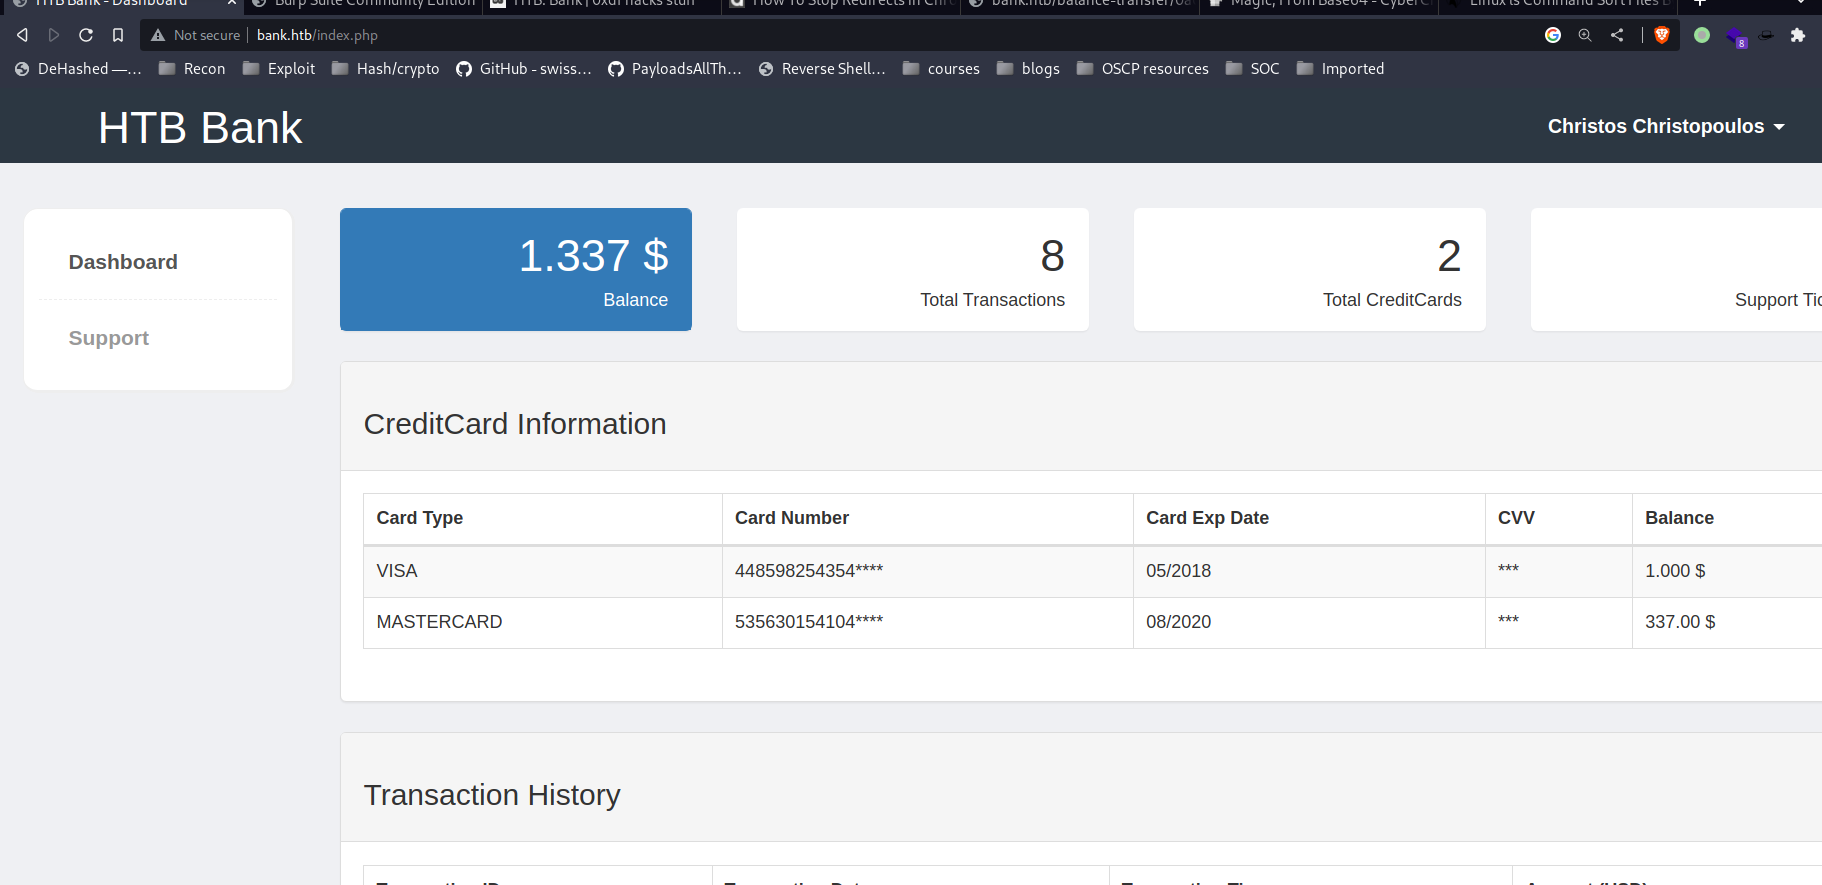 HTB Bank - Dashboard
Burp Suite Community Edition
HTB: Bank | 0xdf hacks stuff
How To Stop Redirects in Chr
bank.htb/balance-transfer/0a
Magic, From Base64 - CyberC
Linux ls Command Sort Files
Not secure
bank.htb/index.php
8
DeHashed —...
Recon
Exploit
Hash/crypto
GitHub - swiss...
PayloadsAllTh...
Reverse Shell...
courses
blogs
OSCP resources
SOC
Imported
HTB Bank
Christos Christopoulos
Dashboard
Support
1.337 $
Balance
8
Total Transactions
2
Total CreditCards
Support Tic
CreditCard Information
Card Type Card Number Card Exp Date CVV Balance
VISA 448598254354**** 05/2018 *** 1.000 $
MASTERCARD 535630154104**** 08/2020 *** 337.00 $
Transaction History